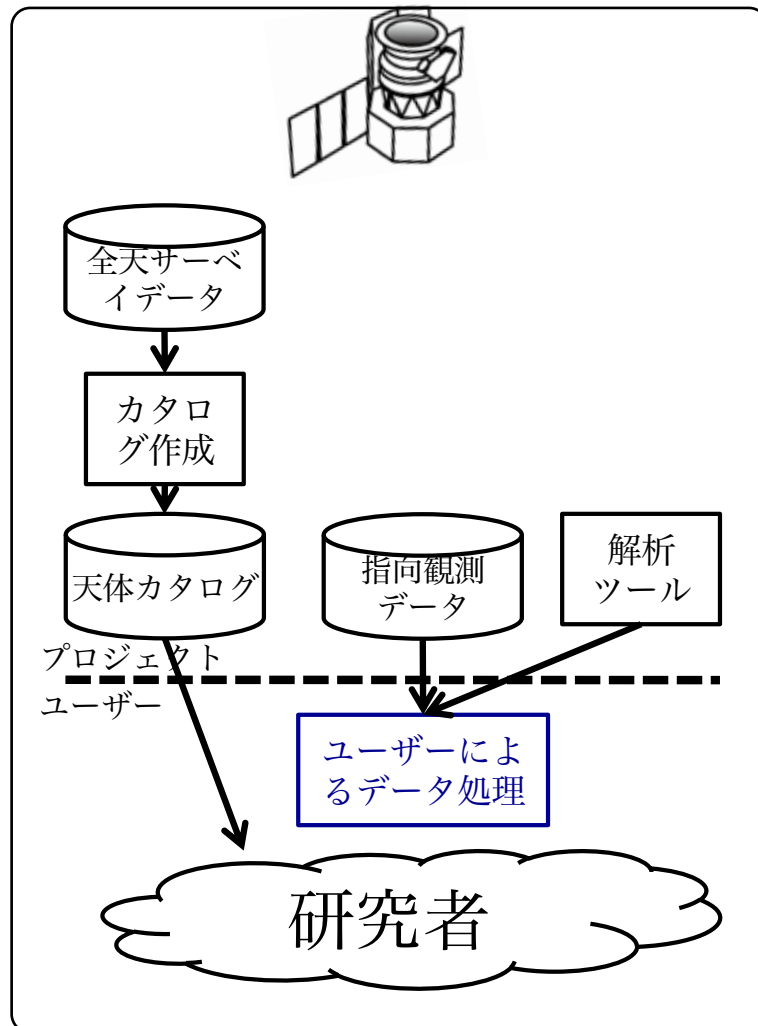 全天サーベ
イデータ
カタロ
グ作成
天体カタログ
指向観測
データ
解析
ツール
プロジェクト
ユーザー
ユーザーによ
るデータ処理
研究者